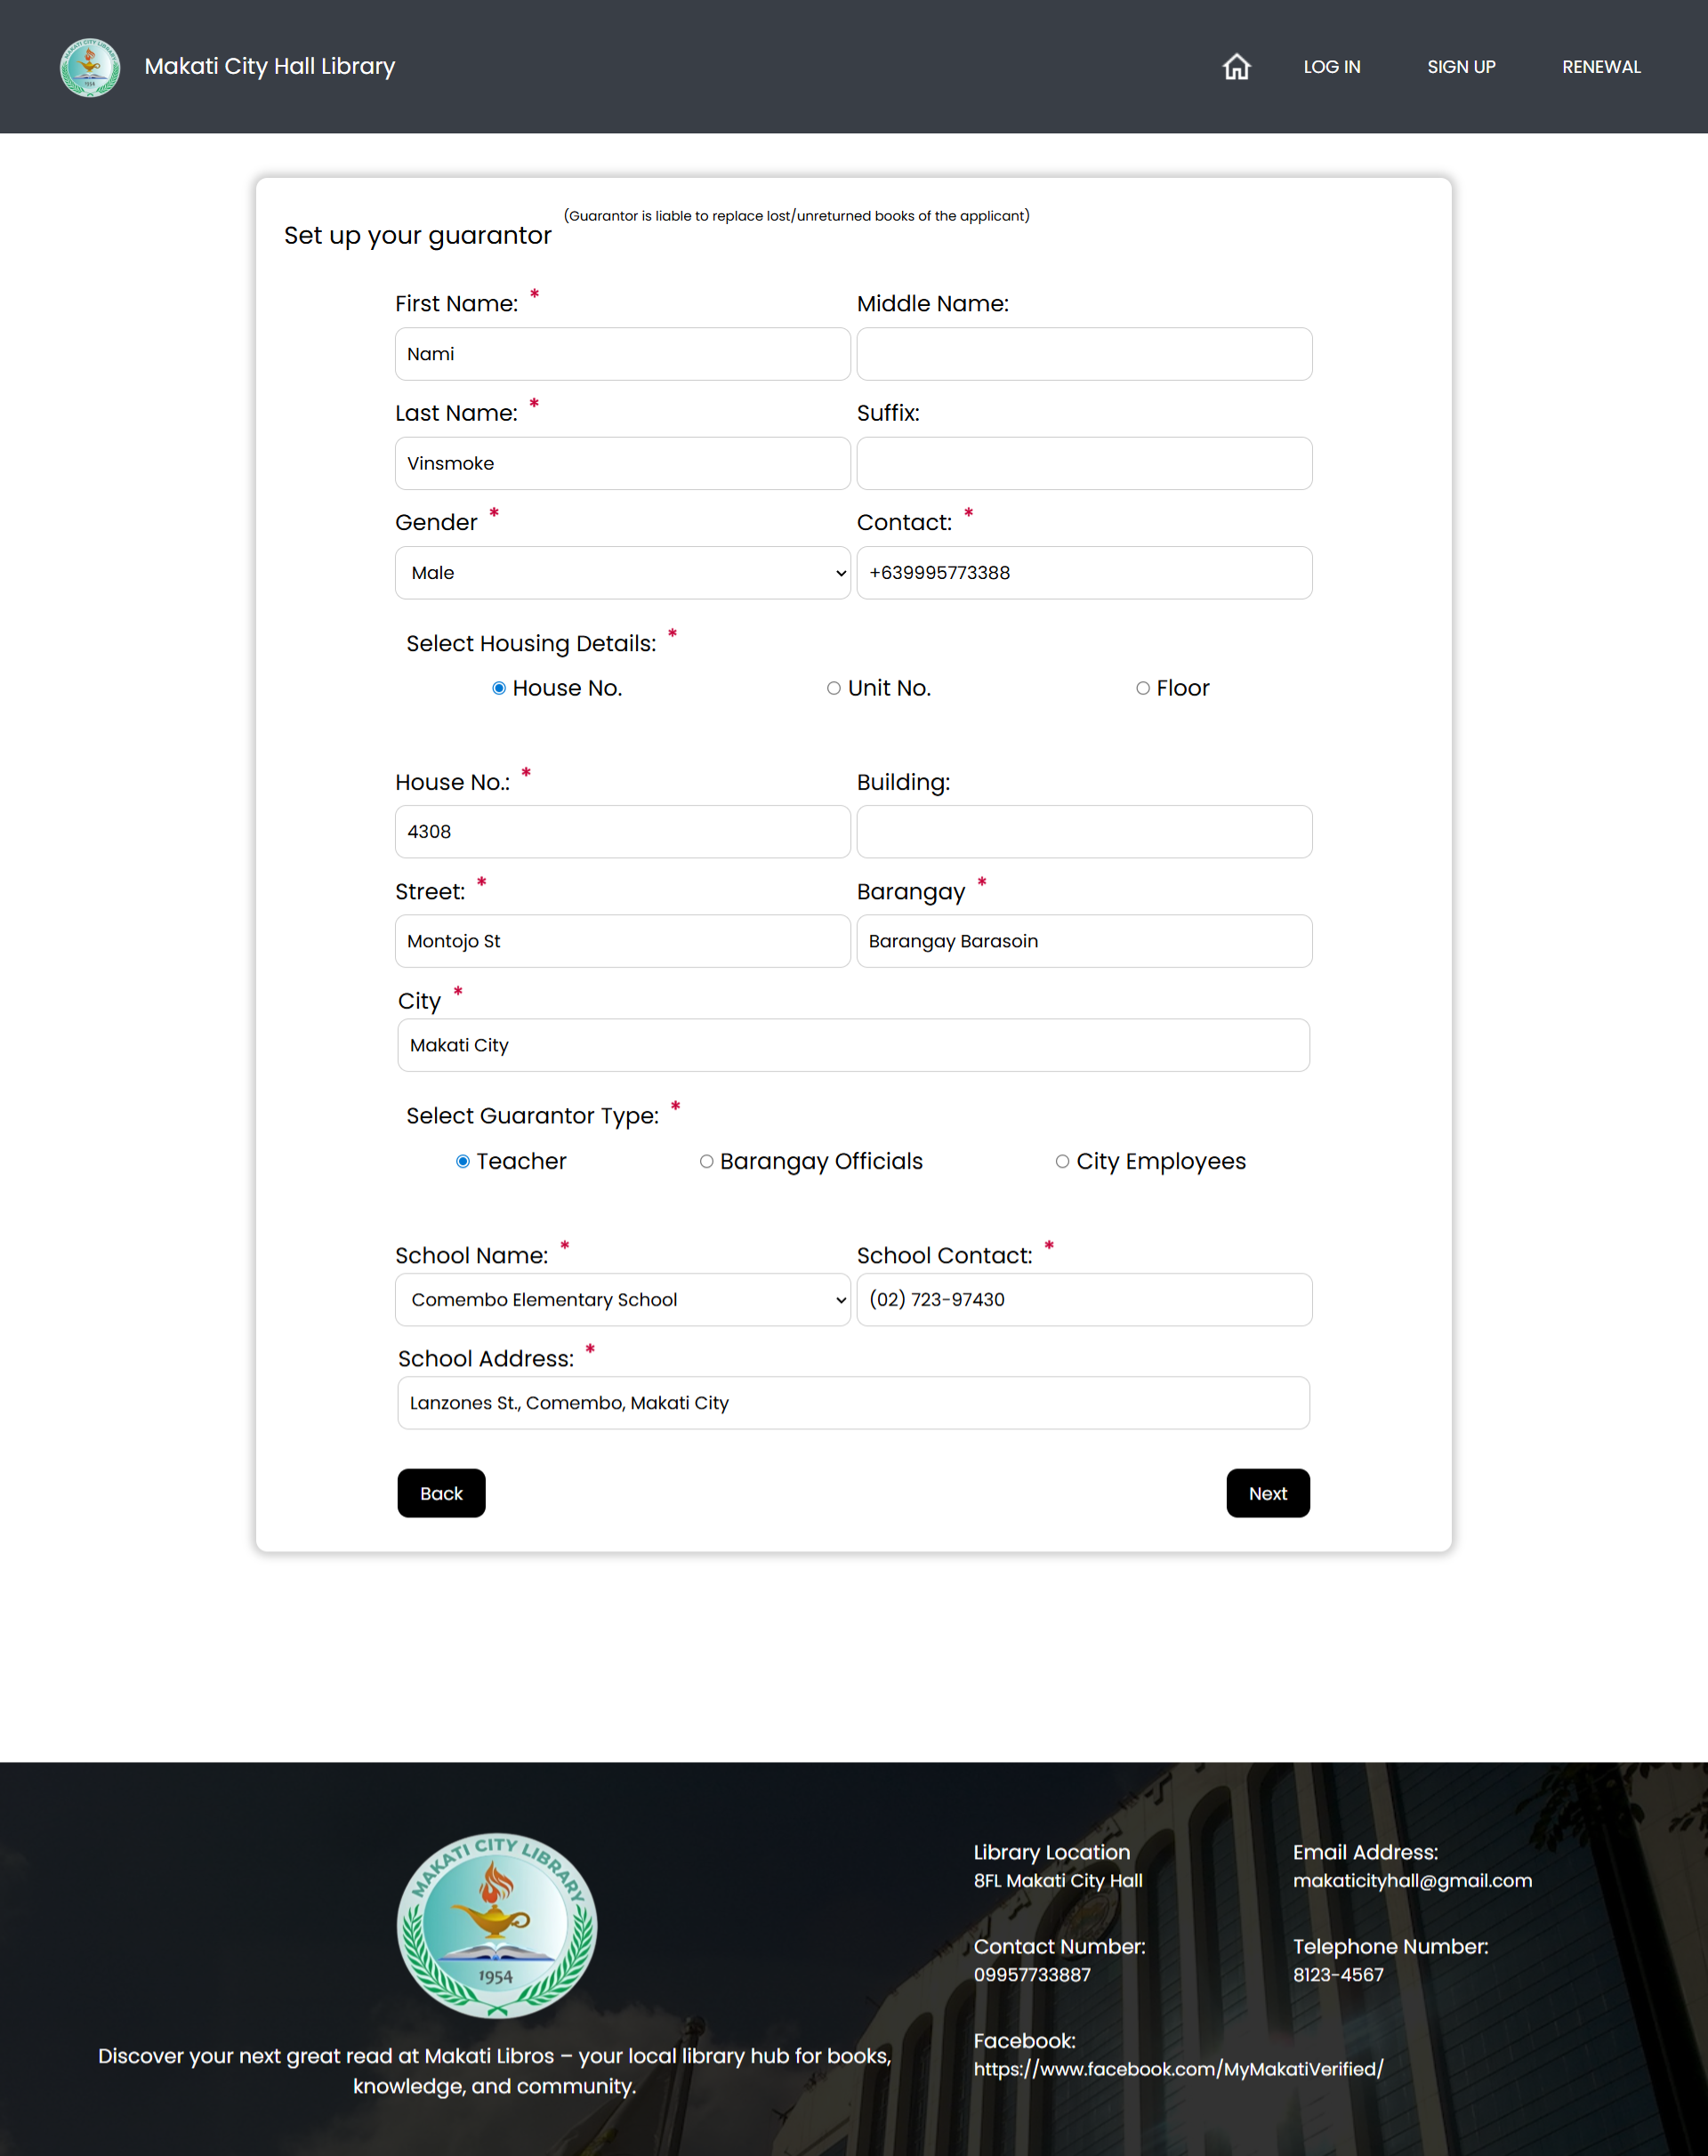 Makati City Hall Library
LOG IN
SIGN UP
RENEWAL
Set up your guarantor
(Guarantor is liable to replace lost/unreturned books of the applicant)
First Name: *
Middle Name:
Nami
Last Name: *
Suffix:
Vinsmoke
Gender *
Contact: *
Male
+639995773388
Select Housing Details: *
House No.
Unit No.
Floor
House No.: *
Building:
4308
Street: *
Barangay *
Montojo St
Barangay Barasoin
City *
Makati City
Select Guarantor Type: *
Teacher
Barangay Officials
City Employees
School Name: *
School Contact: *
Comembo Elementary School
(02) 723-97430
School Address: *
Lanzones St., Comembo, Makati City
Back
Next
MAKATI CITY LIBRARY
1954
Discover your next great read at Makati Libros – your local library hub for books,
knowledge, and community.
Library Location
8FL Makati City Hall
Email Address:
makaticityhall@gmail.com
Contact Number:
09957733887
Telephone Number:
8123-4567
Facebook:
https://www.facebook.com/MyMakatiVerified/